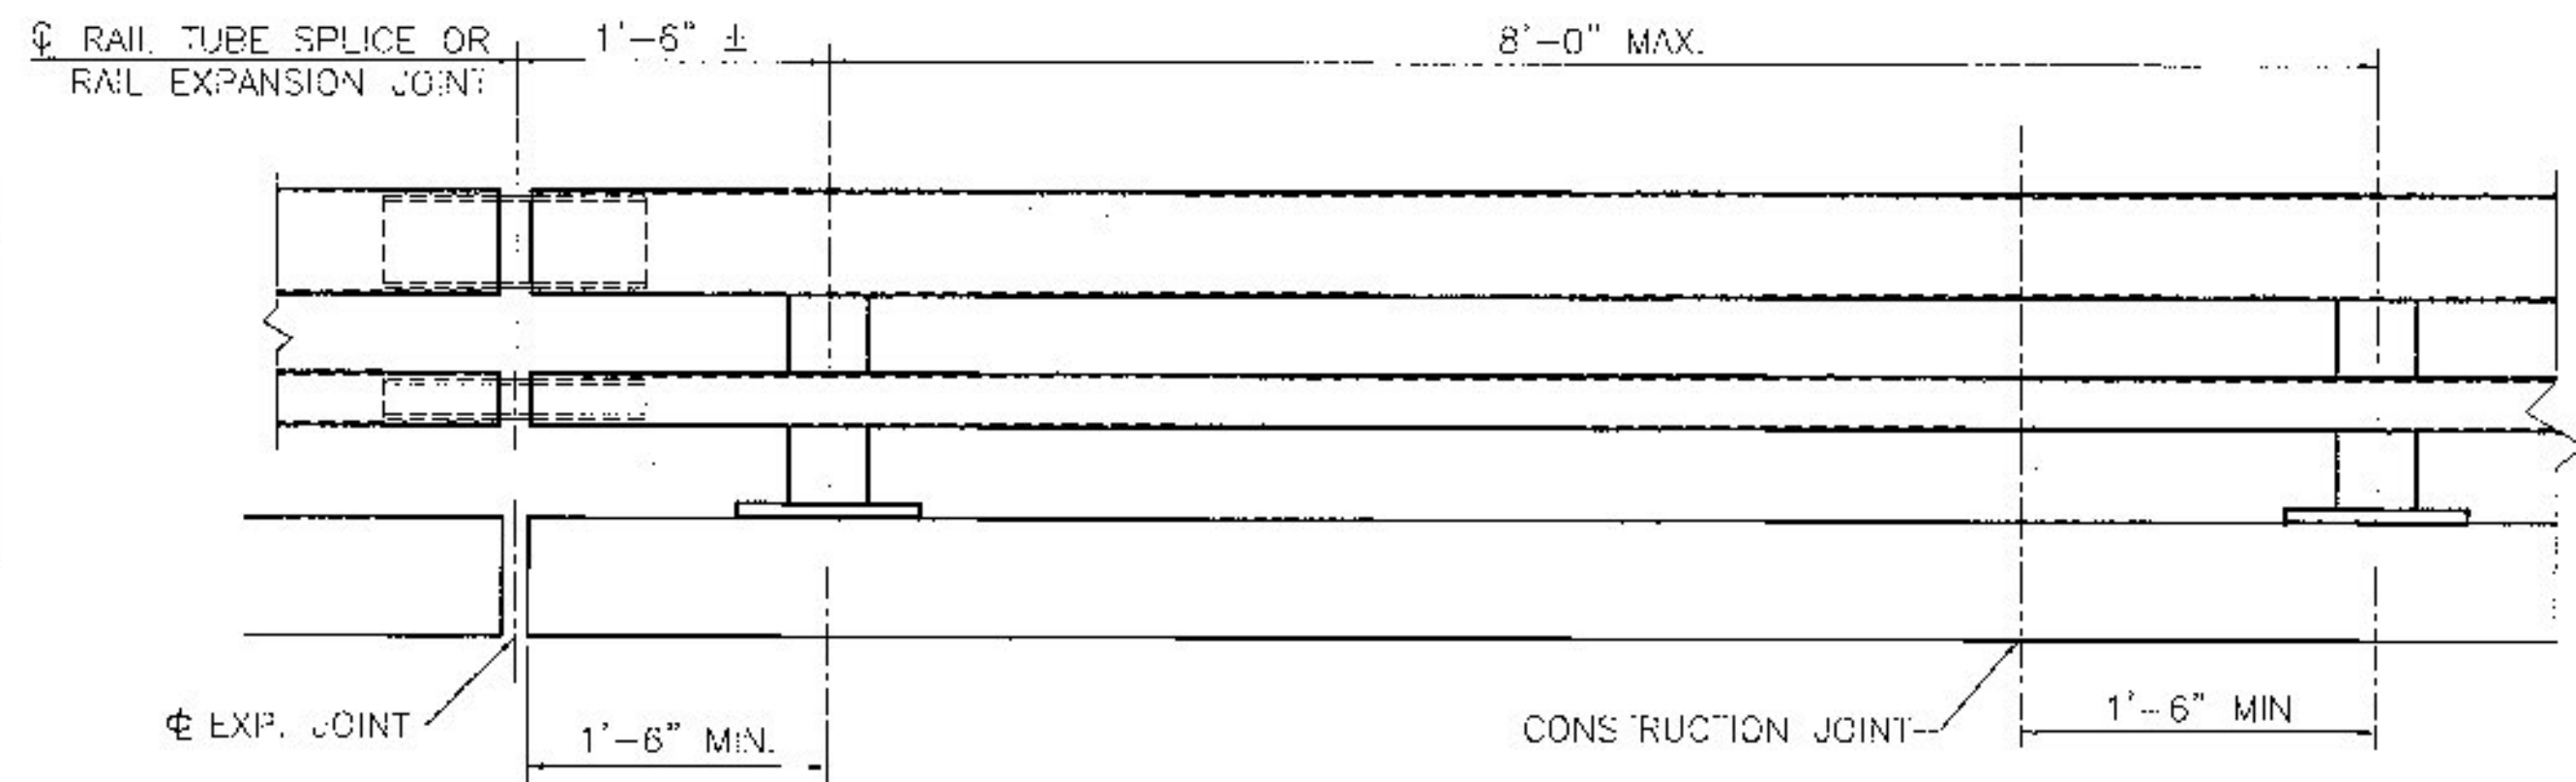 ℄ RAIL TUBE SPLICE OR
RAIL EXPANSION JOINT
1'-6" ±
8'-0" MAX.
℄ EXP. JOINT
1'-6" MIN.
CONSTRUCTION JOINT
1'-6" MIN